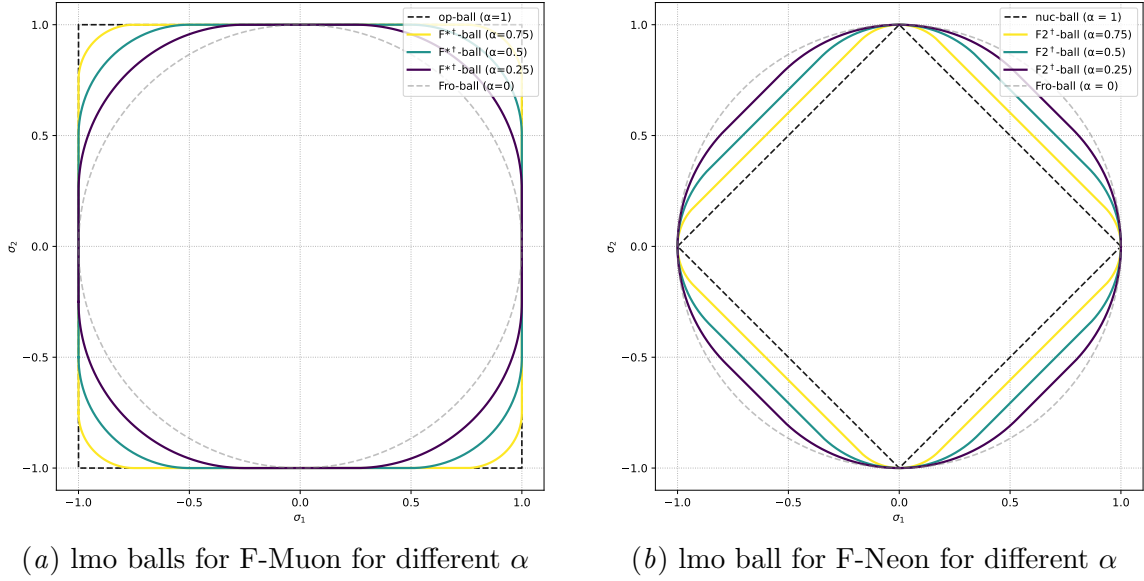 op-ball (α=1)
F*†-ball (α=0.75)
F*†-ball (α=0.5)
F*†-ball (α=0.25)
Fro-ball (α=0)
1.0
0.5
0.0
−0.5
−1.0
σ₂
−1.0 −0.5 0.0 0.5 1.0
σ₁
nuc-ball (α = 1)
F2†-ball (α=0.75)
F2†-ball (α=0.5)
F2†-ball (α=0.25)
Fro-ball (α = 0)
1.0
0.5
0.0
−0.5
−1.0
σ₂
−1.0 −0.5 0.0 0.5 1.0
σ₁
(a) lmo balls for F-Muon for different α
(b) lmo ball for F-Neon for different α